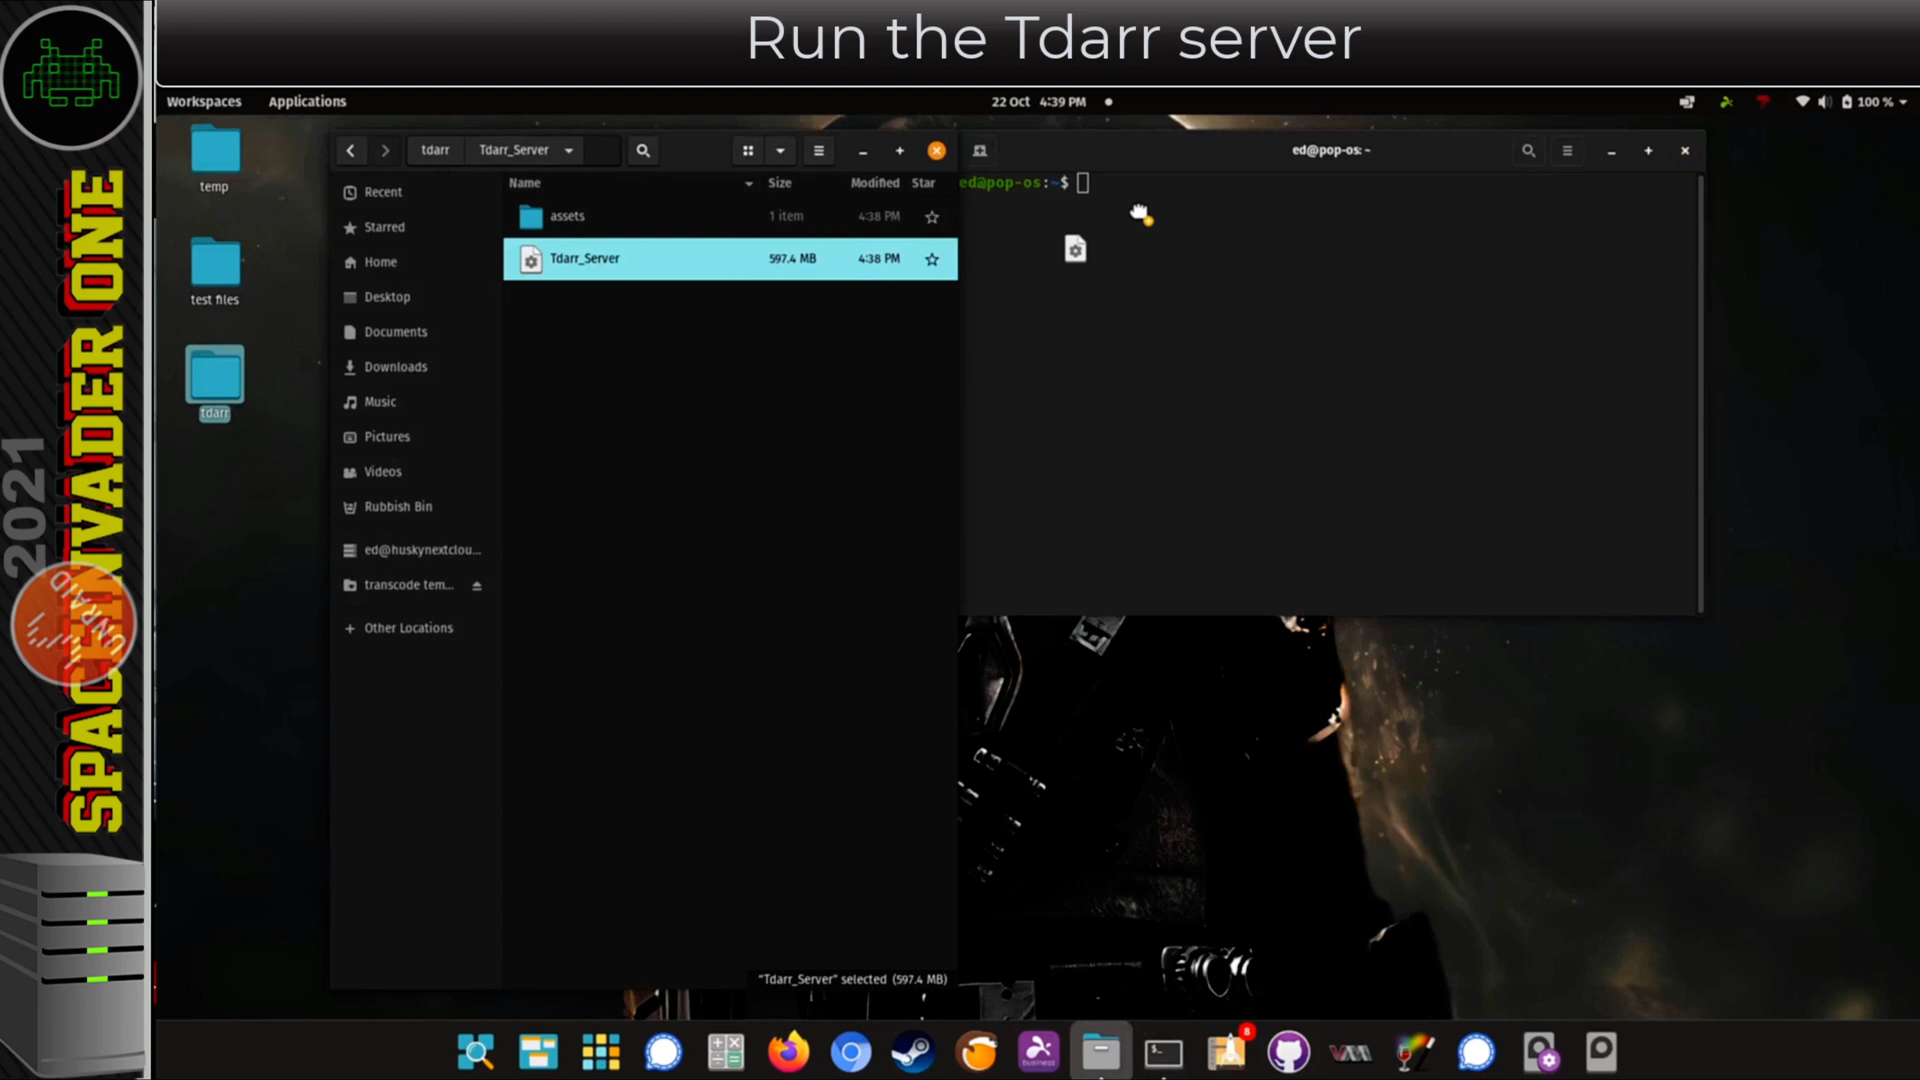 Run the Tdarr server
Workspaces Applications 22 Oct 4:39 PM 100 %
tdarr Tdarr_Server
ed@pop-os: ~
Name Size Modified Star
assets 1 item 4:38 PM
Tdarr_Server 597.4 MB 4:38 PM
Recent
Starred
Home
Desktop
Documents
Downloads
Music
Pictures
Videos
Rubbish Bin
ed@huskynextclou...
transcode tem...
Other Locations
"Tdarr_Server" selected (597.4 MB)
ed@pop-os:~$
temp
test files
tdarr
2021
SPACEINVADER ONE
UNRAID
business
8